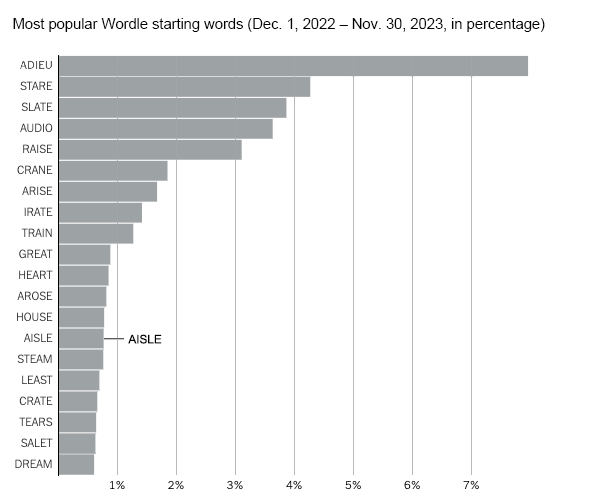 Most popular Wordle starting words (Dec. 1, 2022 – Nov. 30, 2023, in percentage)
ADIEU
STARE
SLATE
AUDIO
RAISE
CRANE
ARISE
IRATE
TRAIN
GREAT
HEART
AROSE
HOUSE
AISLE AISLE
STEAM
LEAST
CRATE
TEARS
SALET
DREAM
1% 2% 3% 4% 5% 6% 7%